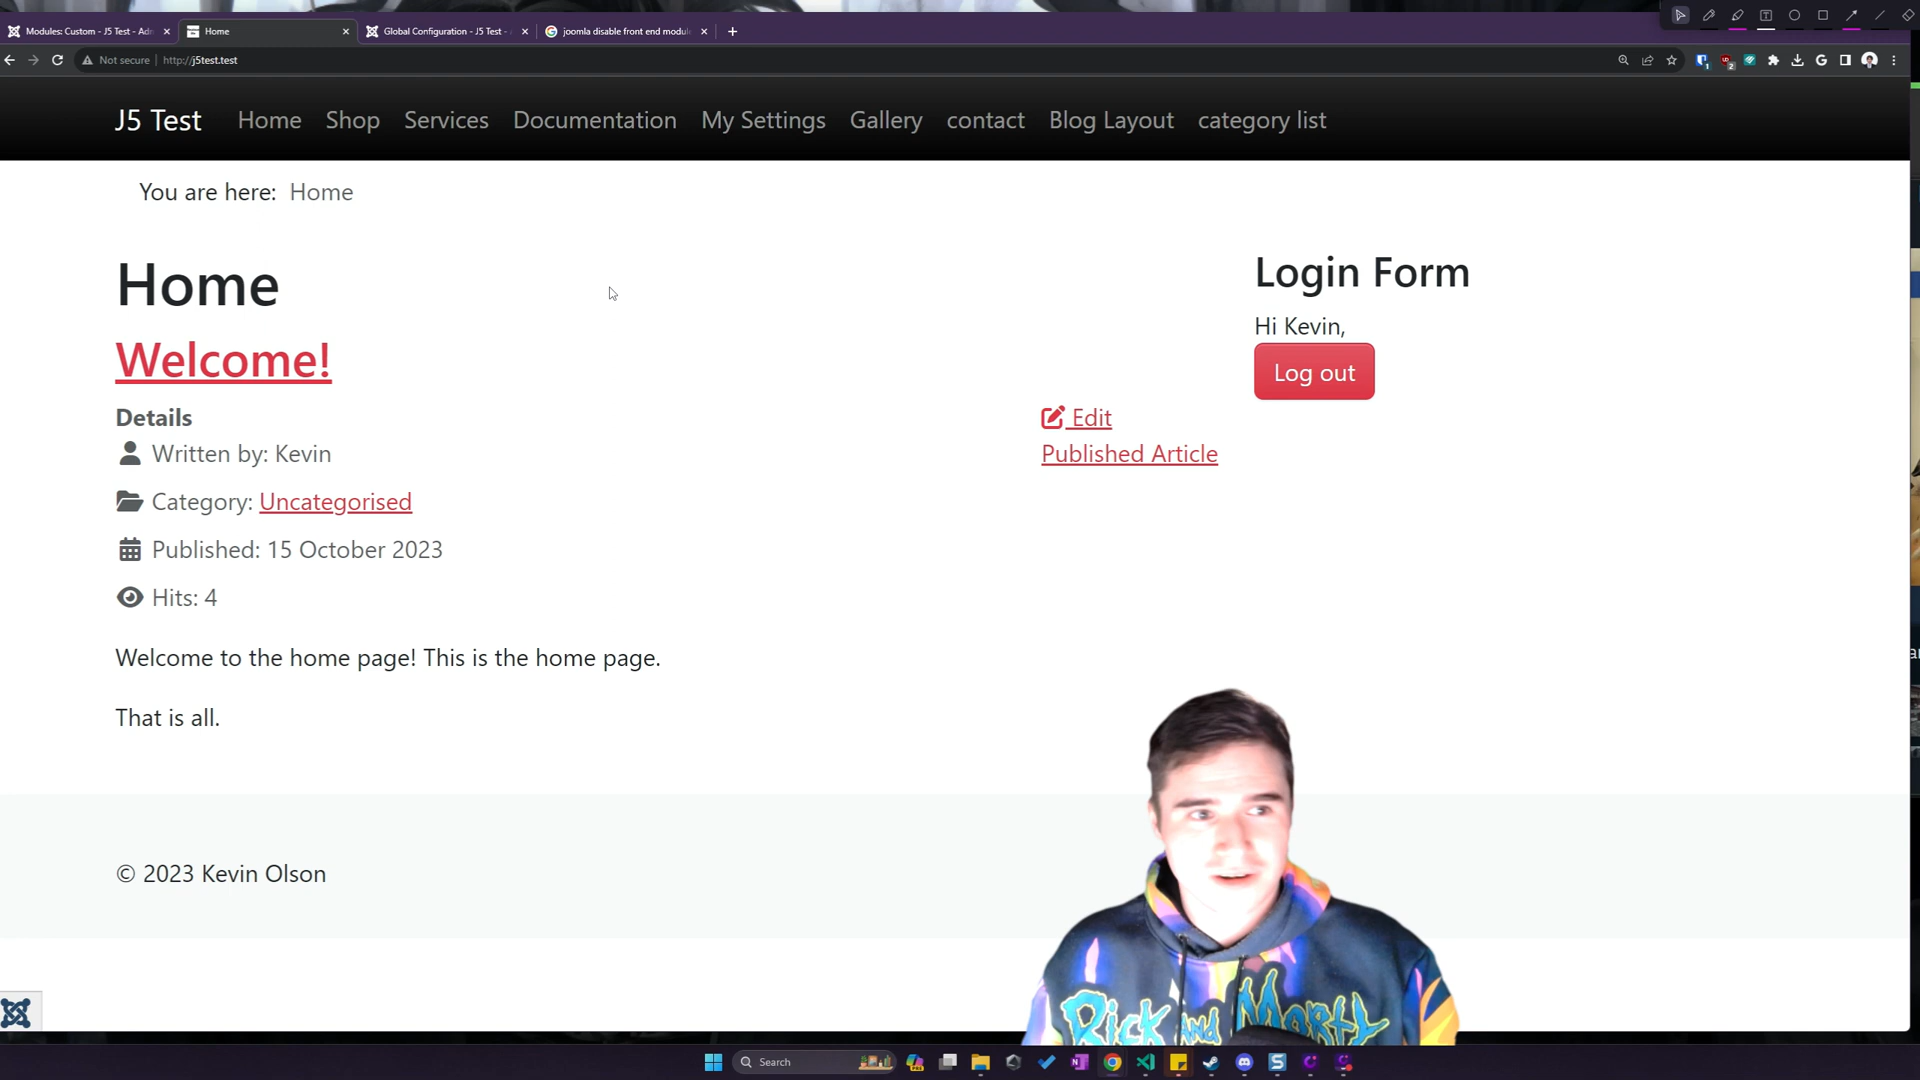 Modules: Custom - J5 Test - Ad
Home
Global Configuration - J5 Test -
joomla disable front end modul
Not secure
http://j5test.test
J5 Test
Home
Shop
Services
Documentation
My Settings
Gallery
contact
Blog Layout
category list
You are here: Home
Home
Login Form
Hi Kevin,
Log out
Welcome!
Details
Edit
Written by: Kevin
Published Article
Category: Uncategorised
Published: 15 October 2023
Hits: 4
Welcome to the home page! This is the home page.
That is all.
© 2023 Kevin Olson
Rick and Morty
Search